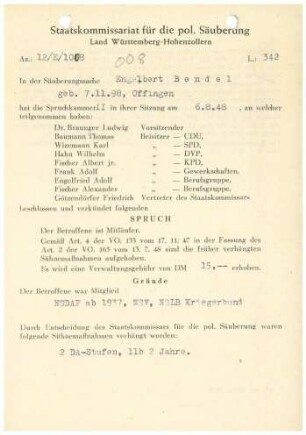 Staatskommissariat für die pol. Säuberung
Land Württemberg-Hohenzollern
Az.: 12/Z/1008 008 L.: 342
In der Säuberungssache Engelbert Bendel
geb. 7.11.98, Offingen
hat die Spruchkammer II in ihrer Sitzung am 6.8.48 , an welcher
teilgenommen haben:
Dr. Braunger Ludwig Vorsitzender
Baumann Thomas Beisitzer — CDU,
Wizemann Karl — SPD,
Hahn Wilhelm — DVP,
Fischer Albert jr. — KPD,
Frank Adolf — Gewerkschaften,
Engelfried Adolf — Berufsgruppe,
Fischer Alexander — Berufsgruppe,
Götzendörfer Friedrich Vertreter des Staatskommissars
beschlossen und verkündet folgenden
SPRUCH
Der Betroffene ist Mitläufer.
Gemäß Art. 4 der VO 133 vom 17. 11. 47 in der Fassung des
Art. 2 der VO 165 vom 13. 7. 48 sind die früher verhängten
Sühnemaßnahmen aufgehoben.
Es wird eine Verwaltungsgebühr von DM 15,-- erhoben.
Gründe
Der Betroffene war Mitglied
NSDAP ab 1937, NSV, NSLB Kriegerbund
Durch Entscheidung des Staatskommissars für die pol. Säuberung waren
folgende Sühnemaßnahmen verhängt worden:
2 DA-Stufen, 11b 2 Jahre.